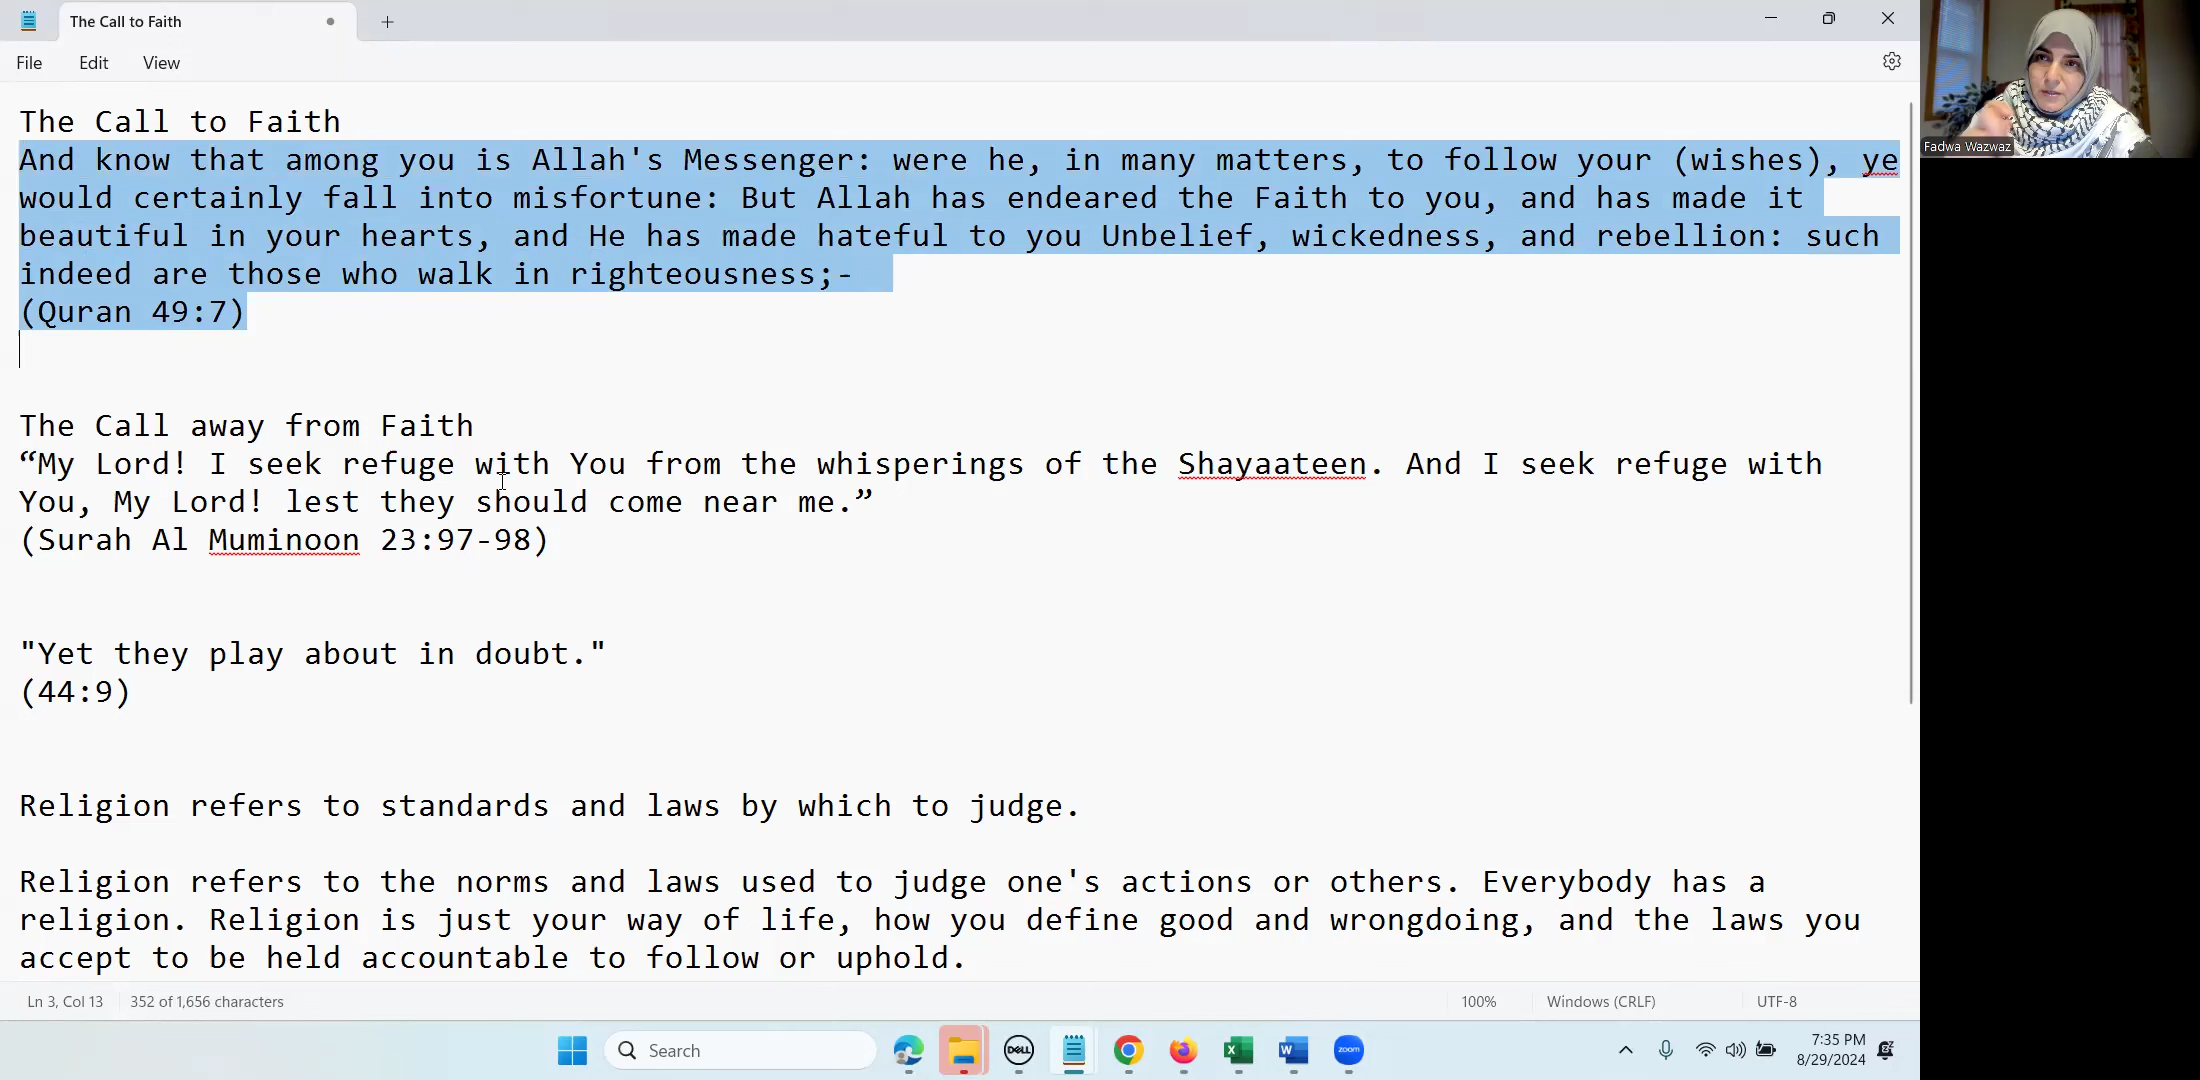 The Call to Faith
File Edit View
The Call to Faith
And know that among you is Allah's Messenger: were he, in many matters, to follow your (wishes), ye
would certainly fall into misfortune: But Allah has endeared the Faith to you, and has made it
beautiful in your hearts, and He has made hateful to you Unbelief, wickedness, and rebellion: such
indeed are those who walk in righteousness;-
(Quran 49:7)
The Call away from Faith
“My Lord! I seek refuge with You from the whisperings of the Shayaateen. And I seek refuge with
You, My Lord! lest they should come near me.”
(Surah Al Muminoon 23:97-98)
"Yet they play about in doubt."
(44:9)
Religion refers to standards and laws by which to judge.
Religion refers to the norms and laws used to judge one's actions or others. Everybody has a
religion. Religion is just your way of life, how you define good and wrongdoing, and the laws you
accept to be held accountable to follow or uphold.
Ln 3, Col 13 352 of 1,656 characters 100% Windows (CRLF) UTF-8
Search
DELL
zoom
7:35 PM
8/29/2024
Fadwa Wazwaz